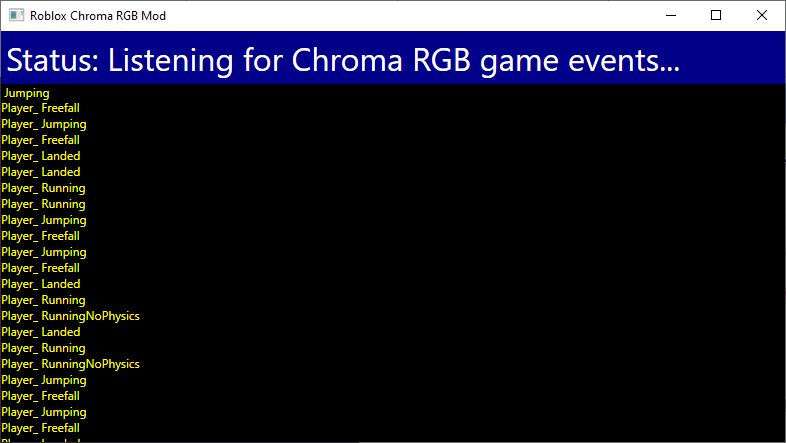 Roblox Chroma RGB Mod
Status: Listening for Chroma RGB game events...
Jumping
Player_ Freefall
Player_ Jumping
Player_ Freefall
Player_ Landed
Player_ Landed
Player_ Running
Player_ Running
Player_ Jumping
Player_ Freefall
Player_ Jumping
Player_ Freefall
Player_ Landed
Player_ Running
Player_ RunningNoPhysics
Player_ Landed
Player_ Running
Player_ RunningNoPhysics
Player_ Jumping
Player_ Freefall
Player_ Jumping
Player_ Freefall